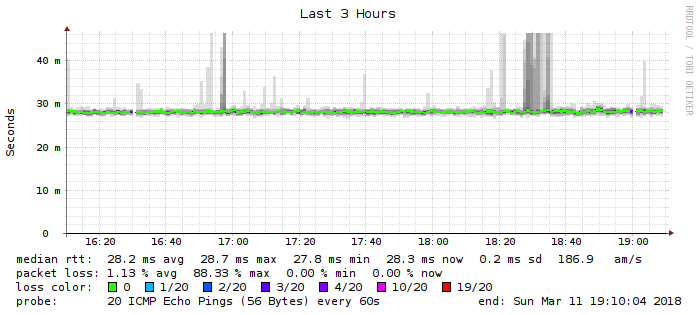 Last 3 Hours
RRDTOOL / TOBI OETIKER
Seconds
40 m
30 m
20 m
10 m
0
16:20 16:40 17:00 17:20 17:40 18:00 18:20 18:40 19:00
median rtt: 28.2 ms avg 28.7 ms max 27.8 ms min 28.3 ms now 0.2 ms sd 186.9 am/s
packet loss: 1.13 % avg 88.33 % max 0.00 % min 0.00 % now
loss color: 0 1/20 2/20 3/20 4/20 10/20 19/20
probe: 20 ICMP Echo Pings (56 Bytes) every 60s end: Sun Mar 11 19:10:04 2018